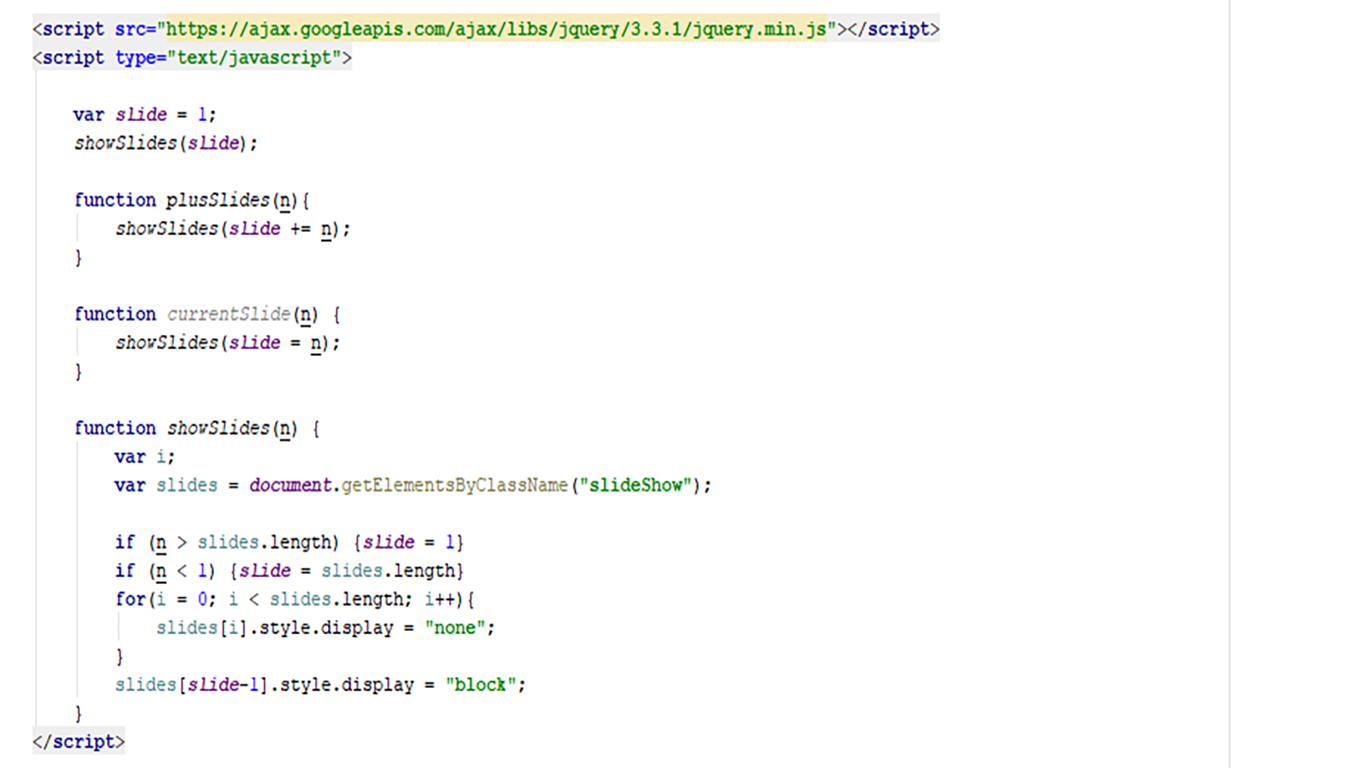 <script src="https://ajax.googleapis.com/ajax/libs/jquery/3.3.1/jquery.min.js"></script>
<script type="text/javascript">
var slide = 1;
showSlides(slide);
function plusSlides(n){
showSlides(slide += n);
}
function currentSlide(n) {
showSlides(slide = n);
}
function showSlides(n) {
var i;
var slides = document.getElementsByClassName("slideShow");
if (n > slides.length) {slide = 1}
if (n < 1) {slide = slides.length}
for(i = 0; i < slides.length; i++){
slides[i].style.display = "none";
}
slides[slide-1].style.display = "block";
}
</script>